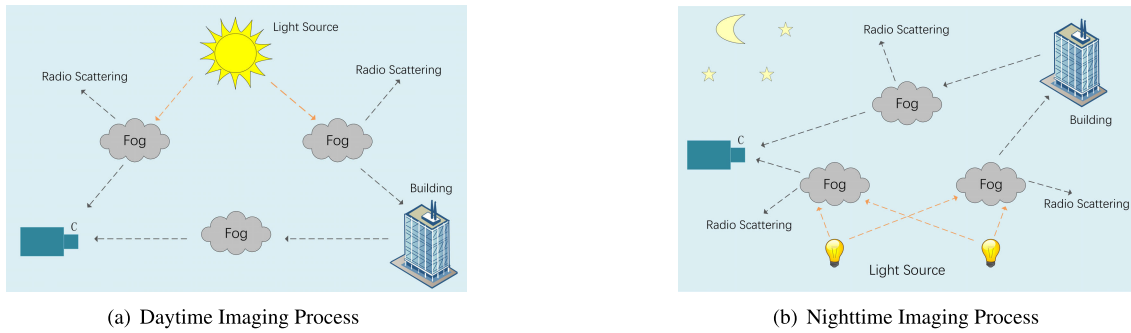 Light Source
Radio Scattering
Radio Scattering
Fog
Fog
Building
C
Fog
(a) Daytime Imaging Process
Radio Scattering
Fog
Building
C
Fog
Fog
Radio Scattering
Radio Scattering
Light Source
(b) Nighttime Imaging Process